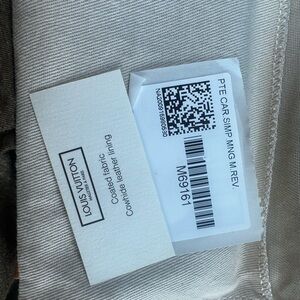 LOUIS VUITTON
Coated fabric
Cowhide leather lining
PTE CAR SIMP MNG M.REV.
M69161